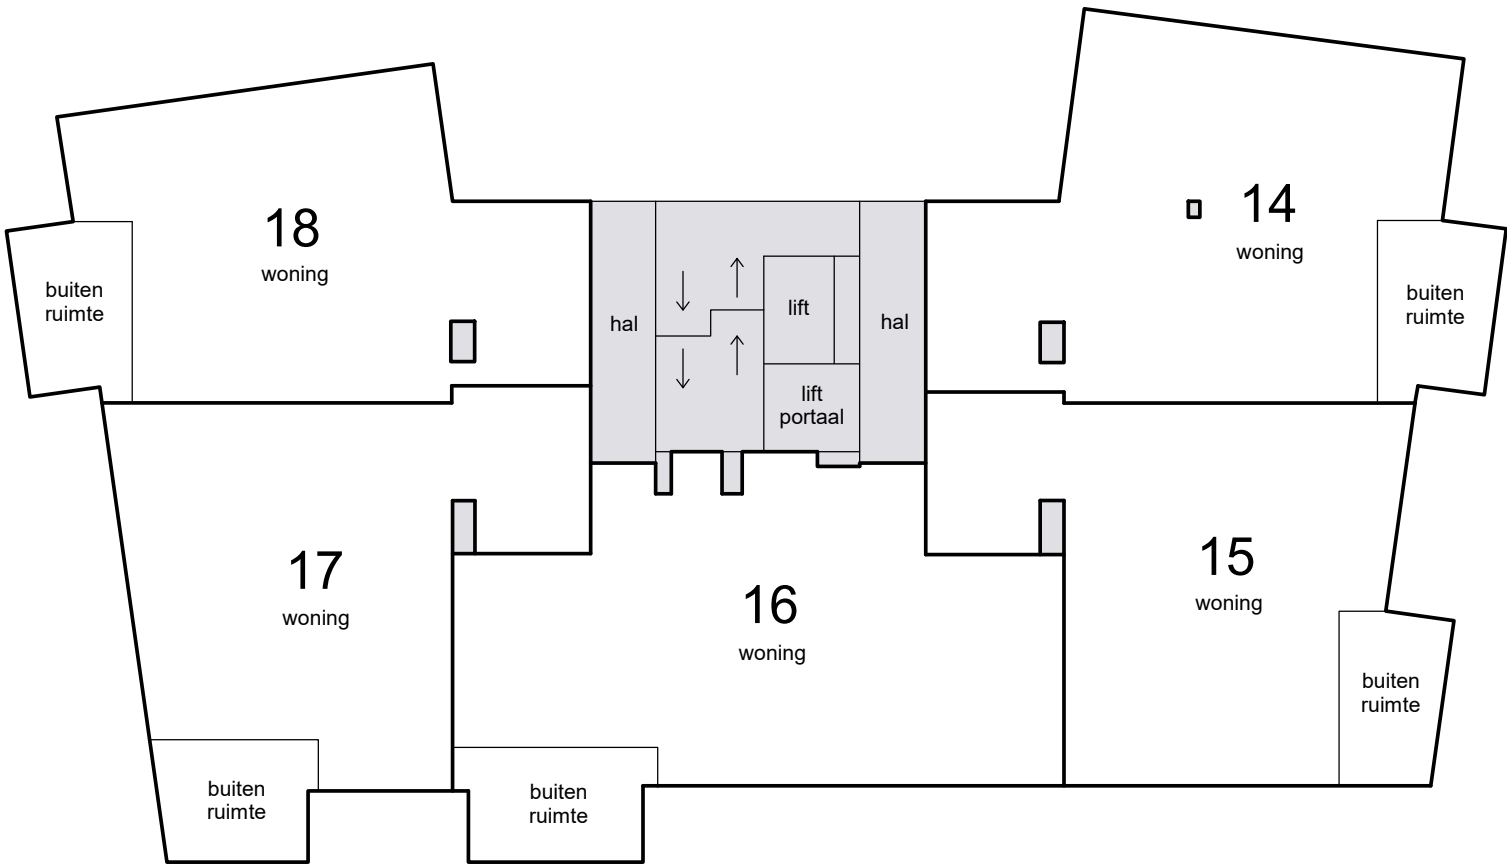 18
woning
buiten
ruimte
hal
lift
lift
portaal
hal
14
woning
buiten
ruimte
17
woning
buiten
ruimte
16
woning
buiten
ruimte
15
woning
buiten
ruimte